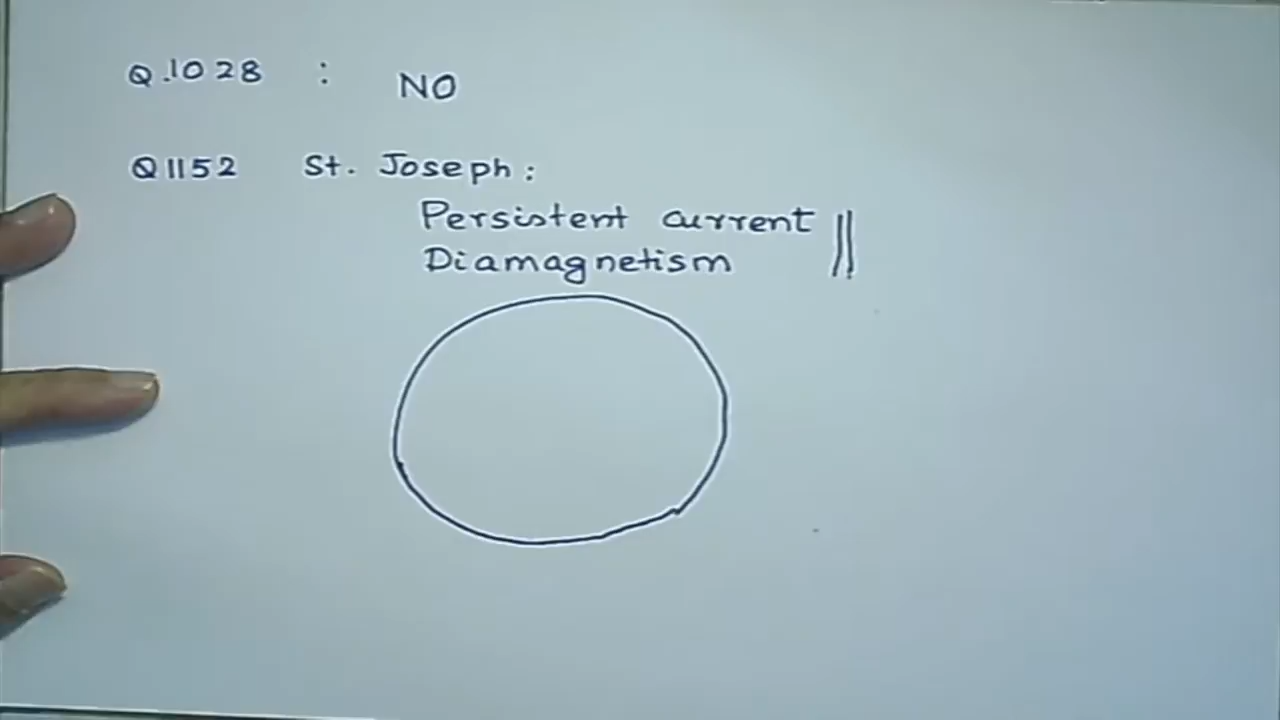 Q.1028 : NO
Q1152 St. Joseph:
Persistent current
Diamagnetism